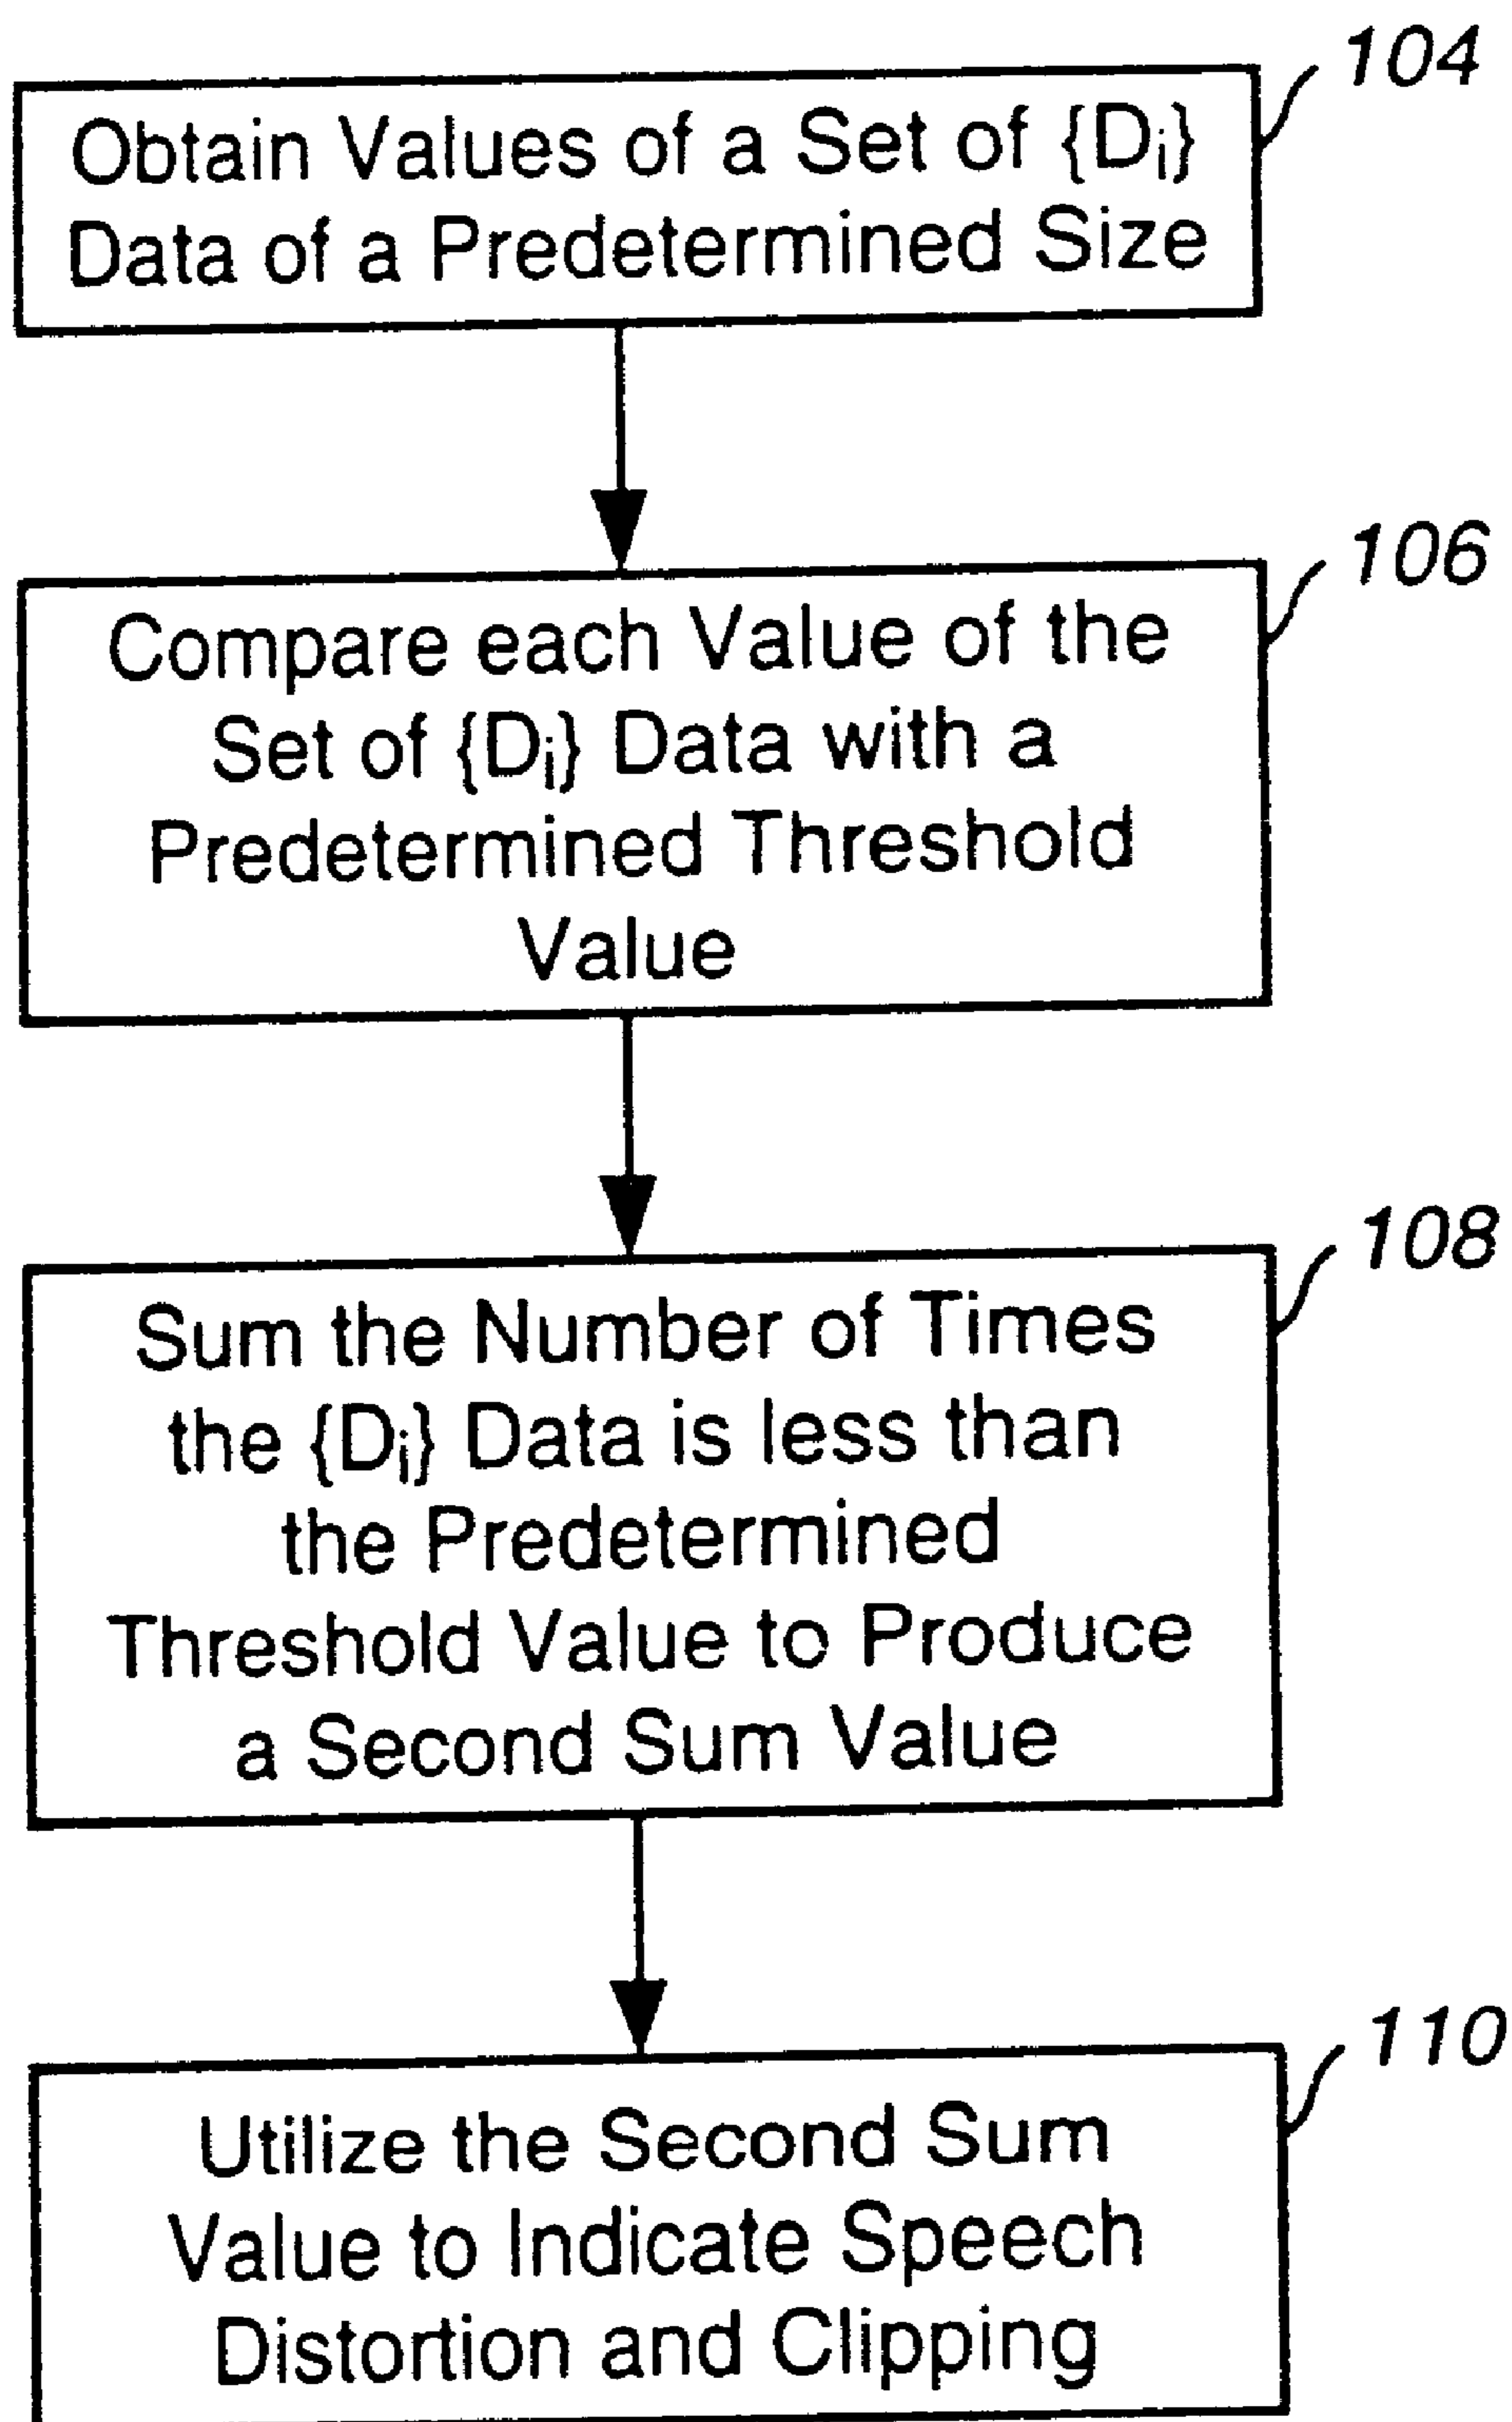 104
Obtain Values of a Set of {Di}
Data of a Predetermined Size
106
Compare each Value of the
Set of {Di} Data with a
Predetermined Threshold
Value
108
Sum the Number of Times
the {Di} Data is less than
the Predetermined
Threshold Value to Produce
a Second Sum Value
110
Utilize the Second Sum
Value to Indicate Speech
Distortion and Clipping